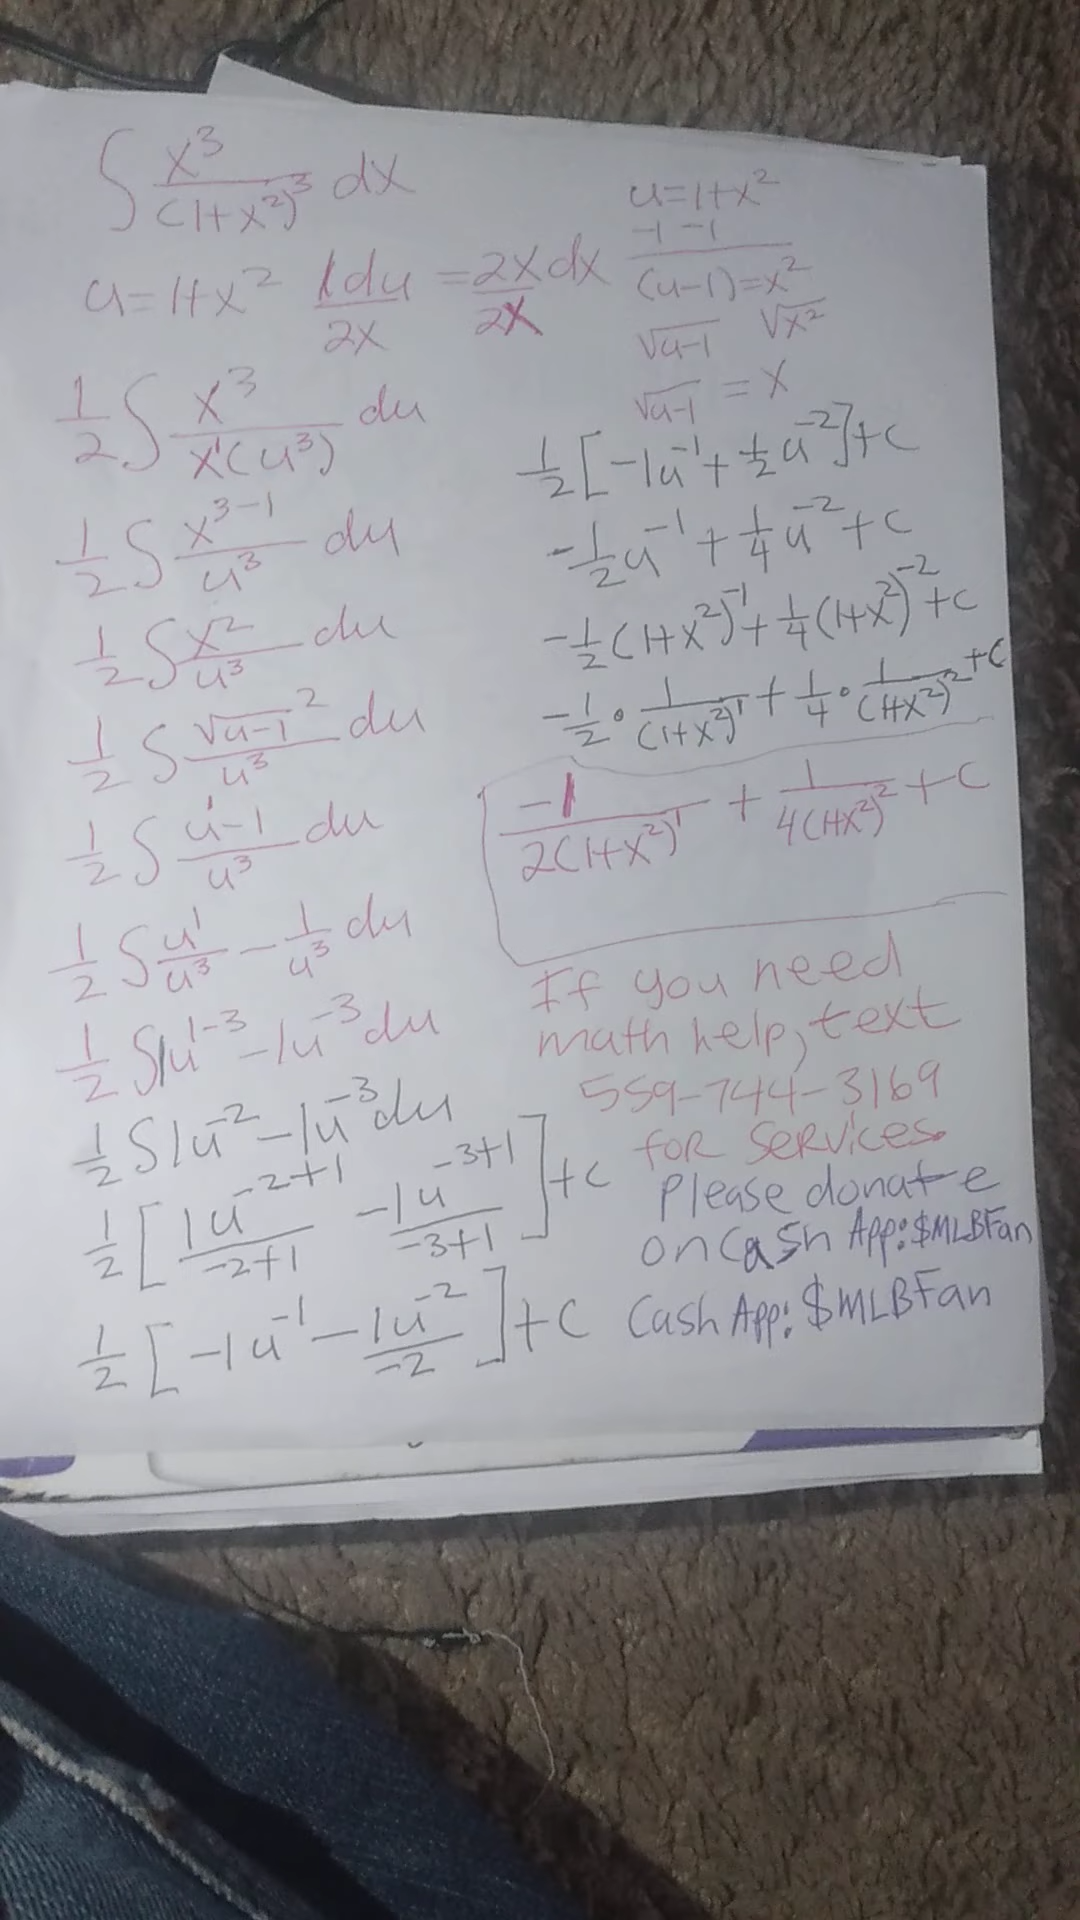 ∫ x³/(1+x²)³ dx
u=1+x² 1du/2x = 2xdx/2x
1/2 ∫ x³/x¹(u³) du
1/2 ∫ x³⁻¹/u³ du
1/2 ∫ x²/u³ du
1/2 ∫ √u-1²/u³ du
1/2 ∫ u¹-1/u³ du
1/2 ∫ u¹/u³ - 1/u³ du
1/2 ∫ 1u¹⁻³ - 1u⁻³ du
1/2 ∫ 1u⁻² - 1u⁻³ du
1/2 [1u⁻²⁺¹/-2+1 - 1u⁻³⁺¹/-3+1] + C
1/2 [-1u⁻¹ - 1u⁻²/-2] + C
u=1+x²
-1 -1
(u-1)=x²
√u-1 √x²
√u-1 = x
1/2 [-1u⁻¹ + 1/2 u⁻²] + C
-1/2 u⁻¹ + 1/4 u⁻² + C
-1/2 (1+x²)⁻¹ + 1/4 (1+x²)⁻² + C
-1/2 • 1/(1+x²)¹ + 1/4 • 1/(1+x²)² + C
-1/2(1+x²)¹ + 1/4(1+x²)² + C
If you need
math help, text
559-744-3169
for services.
Please donate
on Cash App: $MLBFan
Cash App: $MLBFan